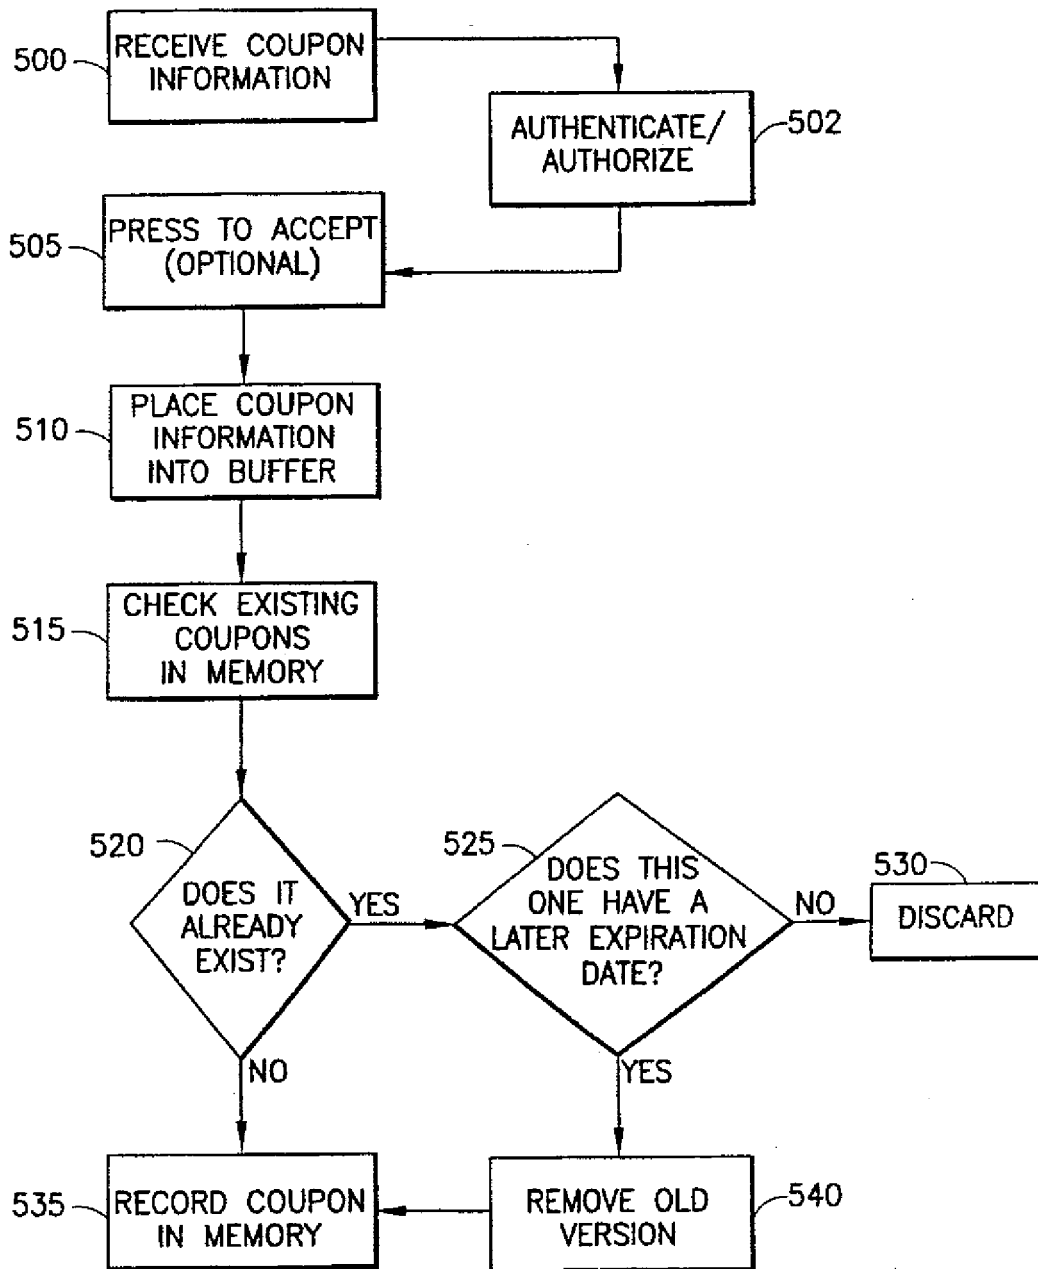 500
RECEIVE COUPON
INFORMATION
AUTHENTICATE/
AUTHORIZE
502
505
PRESS TO ACCEPT
(OPTIONAL)
510
PLACE COUPON
INFORMATION
INTO BUFFER
515
CHECK EXISTING
COUPONS
IN MEMORY
520
DOES IT
ALREADY
EXIST?
YES
NO
525
DOES THIS
ONE HAVE A
LATER EXPIRATION
DATE?
NO
YES
530
DISCARD
535
RECORD COUPON
IN MEMORY
REMOVE OLD
VERSION
540